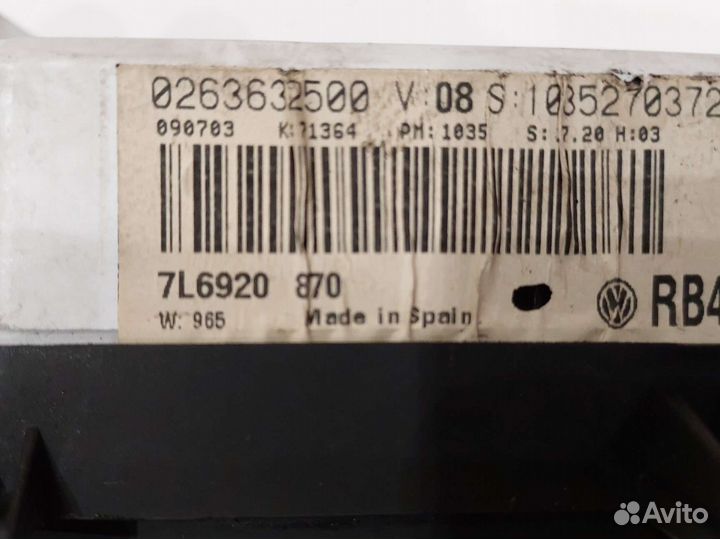 0263632500 V:08 S:1035270372
090703 K:71364 PM:1035 S: 7.20 H:03
7L6920 870 RB4
W: 965 Made in Spain
Avito